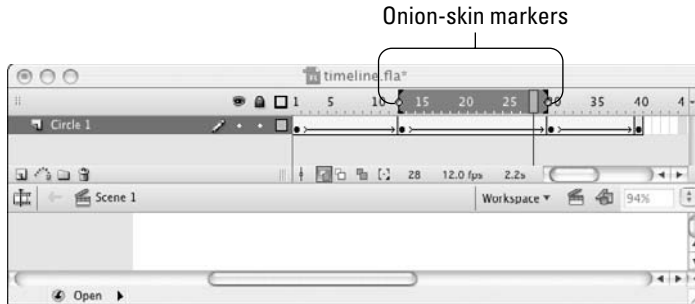 Onion-skin markers
timeline.fla*
1 5 10 15 20 25 30 35 40 4
Circle 1
28 12.0 fps 2.2s
Scene 1 Workspace 94%
Open